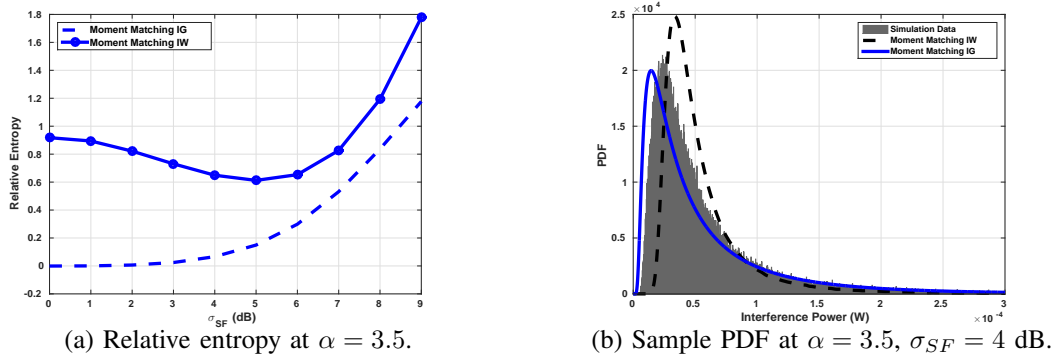 1.8
1.6
1.4
1.2
1
0.8
0.6
0.4
0.2
0
-0.2
Relative Entropy
Moment Matching IG
Moment Matching IW
0 1 2 3 4 5 6 7 8 9
σSF (dB)
(a) Relative entropy at α = 3.5.
×10^4
2.5
2
1.5
1
0.5
0
PDF
Simulation Data
Moment Matching IW
Moment Matching IG
0 0.5 1 1.5 2 2.5 3
Interference Power (W)
×10^-4
(b) Sample PDF at α = 3.5, σSF = 4 dB.